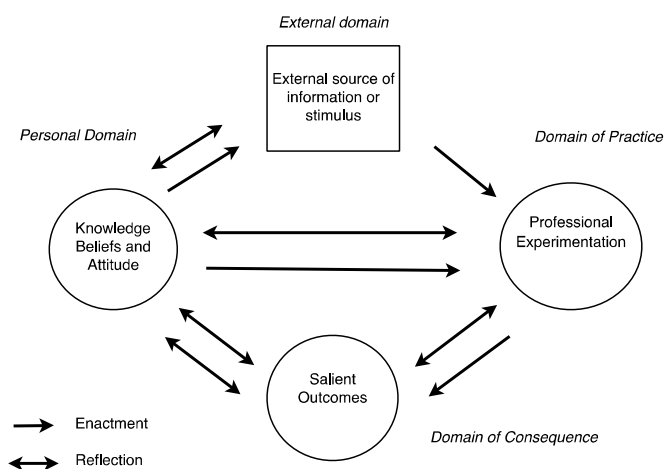 External domain
External source of
information or
stimulus
Personal Domain
Domain of Practice
Knowledge
Beliefs and
Attitude
Professional
Experimentation
Salient
Outcomes
Domain of Consequence
Enactment
Reflection